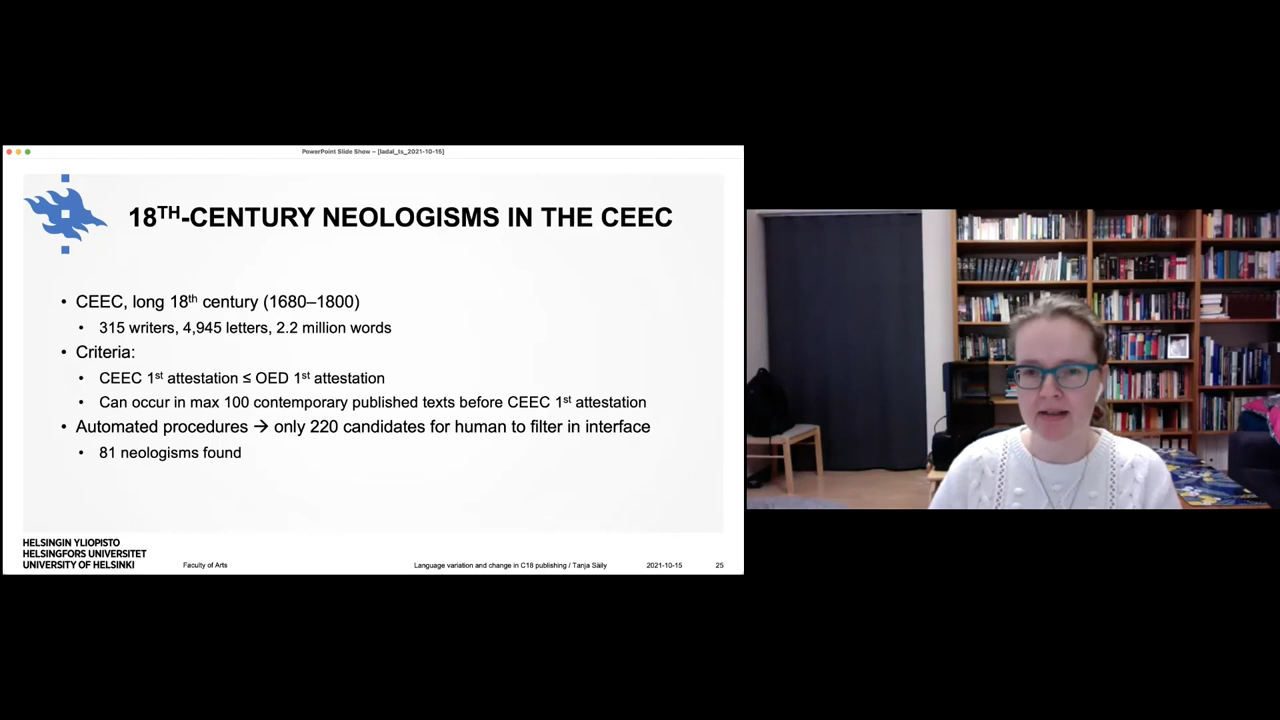 PowerPoint Slide Show – [ladal_ts_2021-10-15]
18TH-CENTURY NEOLOGISMS IN THE CEEC
• CEEC, long 18th century (1680–1800)
• 315 writers, 4,945 letters, 2.2 million words
• Criteria:
• CEEC 1st attestation ≤ OED 1st attestation
• Can occur in max 100 contemporary published texts before CEEC 1st attestation
• Automated procedures → only 220 candidates for human to filter in interface
• 81 neologisms found
HELSINGIN YLIOPISTO
HELSINGFORS UNIVERSITET
UNIVERSITY OF HELSINKI
Faculty of Arts
Language variation and change in C18 publishing / Tanja Säily
2021-10-15
25